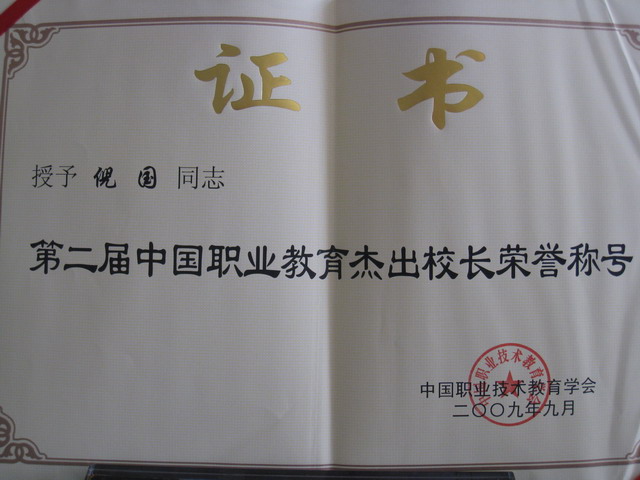 证书
授予 倪国 同志
第二届中国职业教育杰出校长荣誉称号
中国职业技术教育学会
二〇〇九年九月